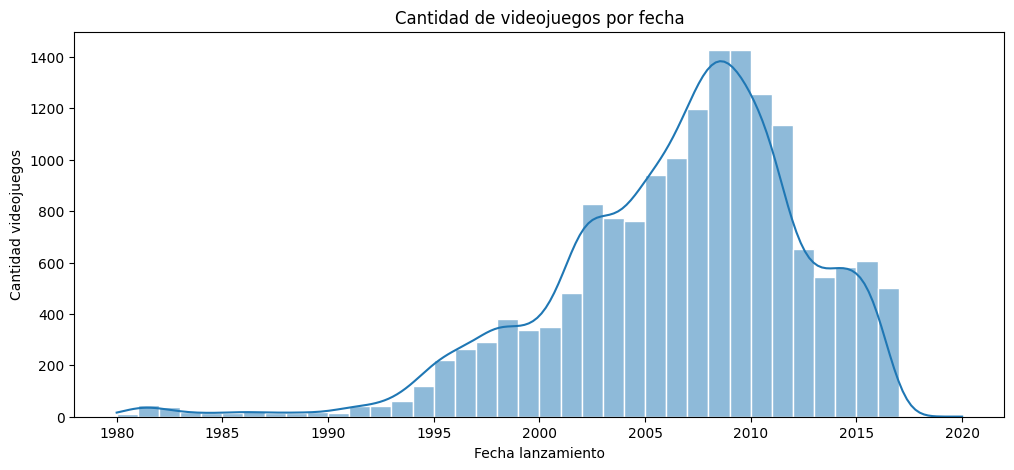 Cantidad de videojuegos por fecha
1400
1200
1000
800
600
400
200
0
Cantidad videojuegos
1980 1985 1990 1995 2000 2005 2010 2015 2020
Fecha lanzamiento